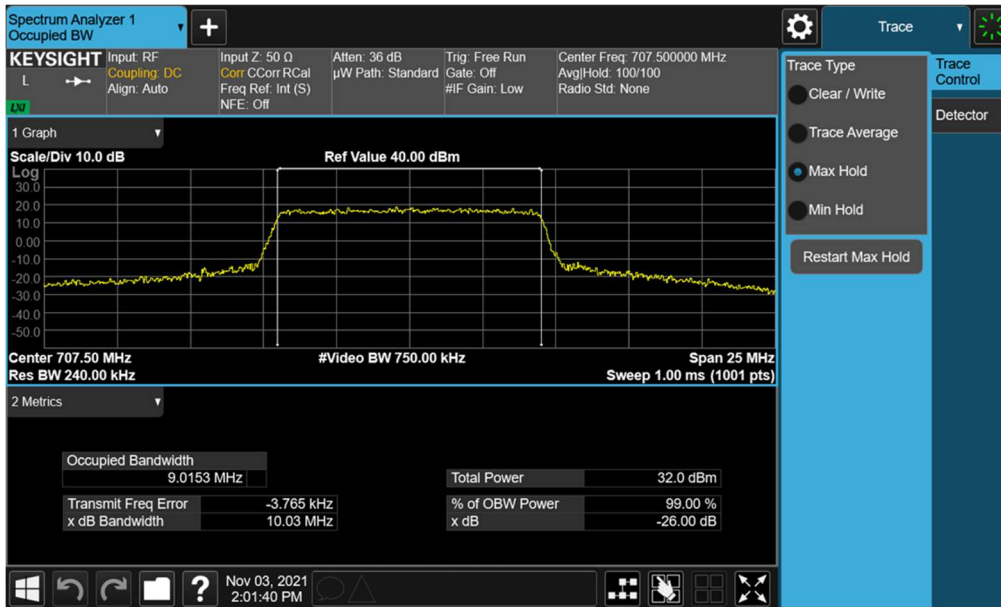 Spectrum Analyzer 1
Occupied BW
+
Trace
KEYSIGHT
L
LXI
Input: RF
Coupling: DC
Align: Auto
Input Z: 50 Ω
Corr CCorr RCal
Freq Ref: Int (S)
NFE: Off
Atten: 36 dB
µW Path: Standard
Trig: Free Run
Gate: Off
#IF Gain: Low
Center Freq: 707.500000 MHz
Avg|Hold: 100/100
Radio Std: None
Trace Type
Clear / Write
Trace Average
Max Hold
Min Hold
Restart Max Hold
Trace
Control
Detector
1 Graph
Scale/Div 10.0 dB
Ref Value 40.00 dBm
Log
30.0
20.0
10.0
0.00
-10.0
-20.0
-30.0
-40.0
-50.0
Center 707.50 MHz
#Video BW 750.00 kHz
Span 25 MHz
Res BW 240.00 kHz
Sweep 1.00 ms (1001 pts)
2 Metrics
Occupied Bandwidth
9.0153 MHz
Total Power 32.0 dBm
Transmit Freq Error -3.765 kHz
% of OBW Power 99.00 %
x dB Bandwidth 10.03 MHz
x dB -26.00 dB
?
Nov 03, 2021
2:01:40 PM